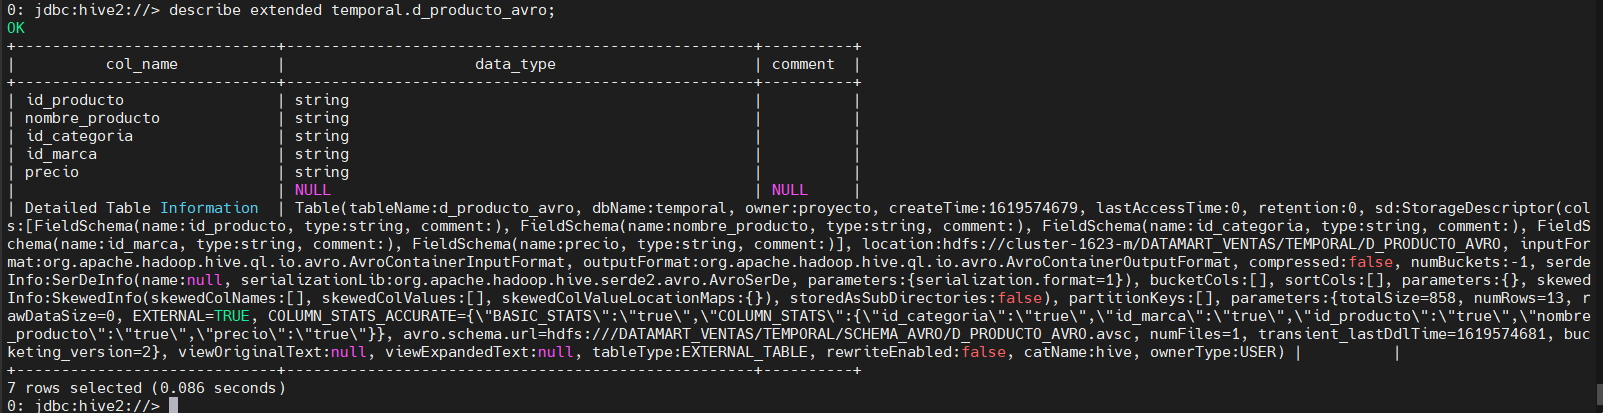 0: jdbc:hive2://> describe extended temporal.d_producto_avro;
OK
+-----------------------------+----------------------------------------------------+----------+
|          col_name           |                     data_type                      | comment  |
+-----------------------------+----------------------------------------------------+----------+
| id_producto                 | string                                             |          |
| nombre_producto             | string                                             |          |
| id_categoria                | string                                             |          |
| id_marca                    | string                                             |          |
| precio                      | string                                             |          |
|                             | NULL                                               | NULL     |
| Detailed Table Information  | Table(tableName:d_producto_avro, dbName:temporal, owner:proyecto, createTime:1619574679, lastAccessTime:0, retention:0, sd:StorageDescriptor(col
s:[FieldSchema(name:id_producto, type:string, comment:), FieldSchema(name:nombre_producto, type:string, comment:), FieldSchema(name:id_categoria, type:string, comment:), FieldS
chema(name:id_marca, type:string, comment:), FieldSchema(name:precio, type:string, comment:)], location:hdfs://cluster-1623-m/DATAMART_VENTAS/TEMPORAL/D_PRODUCTO_AVRO, inputFor
mat:org.apache.hadoop.hive.ql.io.avro.AvroContainerInputFormat, outputFormat:org.apache.hadoop.hive.ql.io.avro.AvroContainerOutputFormat, compressed:false, numBuckets:-1, serde
Info:SerDeInfo(name:null, serializationLib:org.apache.hadoop.hive.serde2.avro.AvroSerDe, parameters:{serialization.format=1}), bucketCols:[], sortCols:[], parameters:{}, skewed
Info:SkewedInfo(skewedColNames:[], skewedColValues:[], skewedColValueLocationMaps:{}), storedAsSubDirectories:false), partitionKeys:[], parameters:{totalSize=858, numRows=13, r
awDataSize=0, EXTERNAL=TRUE, COLUMN_STATS_ACCURATE={\"BASIC_STATS\":\"true\",\"COLUMN_STATS\":{\"id_categoria\":\"true\",\"id_marca\":\"true\",\"id_producto\":\"true\",\"nombre
_producto\":\"true\",\"precio\":\"true\"}}, avro.schema.url=hdfs:///DATAMART_VENTAS/TEMPORAL/SCHEMA_AVRO/D_PRODUCTO_AVRO.avsc, numFiles=1, transient_lastDdlTime=1619574681, buc
keting_version=2}, viewOriginalText:null, viewExpandedText:null, tableType:EXTERNAL_TABLE, rewriteEnabled:false, catName:hive, ownerType:USER) |          |
+-----------------------------+----------------------------------------------------+----------+
7 rows selected (0.086 seconds)
0: jdbc:hive2://>